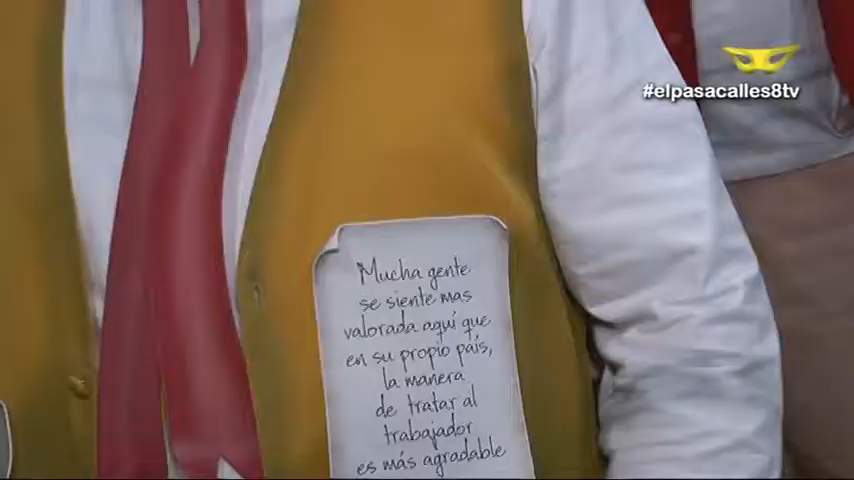 #elpasacalles8tv
Mucha gente
se siente mas
valorada aquí que
en su propio país,
la manera
de tratar al
trabajador
es más agradable